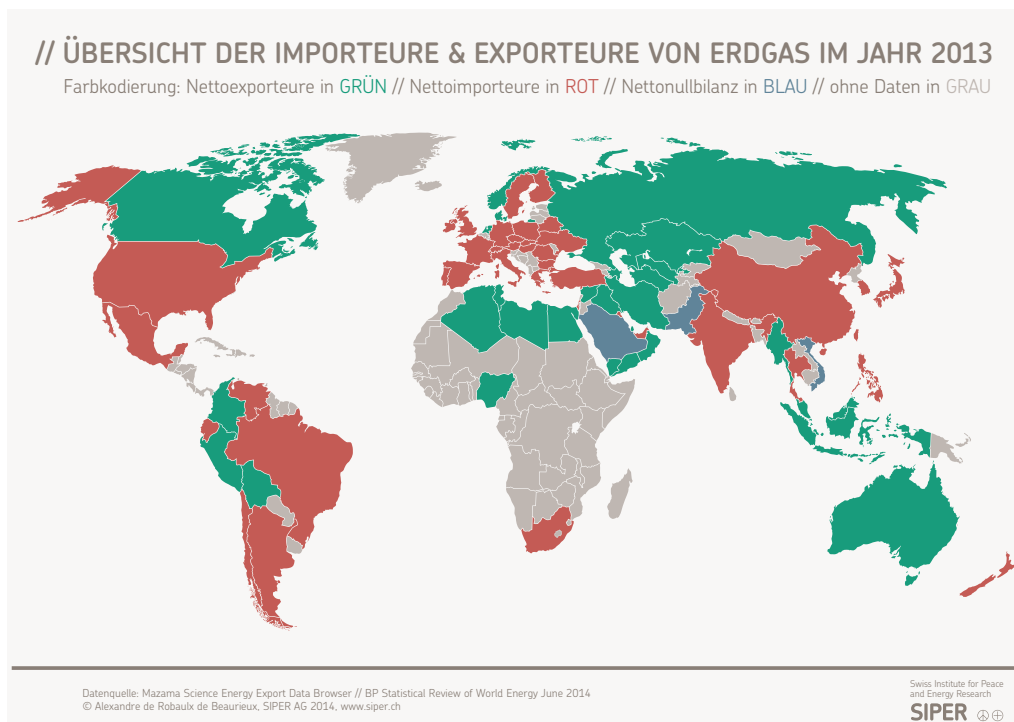 // ÜBERSICHT DER IMPORTEURE & EXPORTEURE VON ERDGAS IM JAHR 2013
Farbkodierung: Nettoexporteure in GRÜN // Nettoimporteure in ROT // Nettonullbilanz in BLAU // ohne Daten in GRAU
Datenquelle: Mazama Science Energy Export Data Browser // BP Statistical Review of World Energy June 2014
© Alexandre de Robaulx de Beaurieux, SIPER AG 2014, www.siper.ch
Swiss Institute for Peace
and Energy Research
SIPER